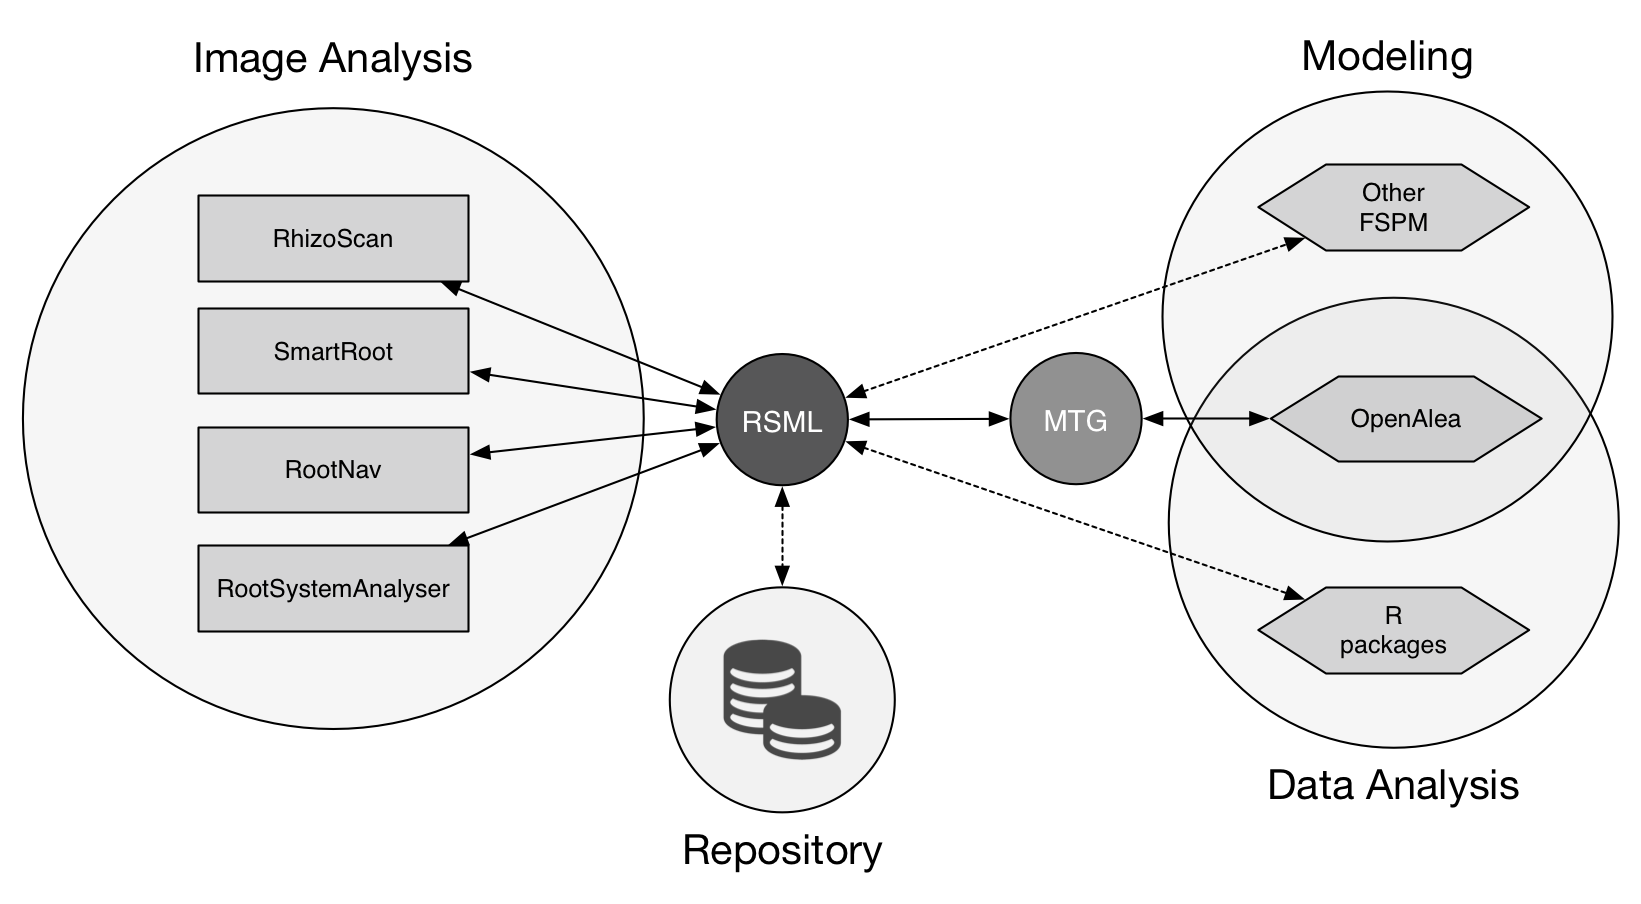 Image Analysis
RhizoScan
SmartRoot
RootNav
RootSystemAnalyser
RSML
MTG
Repository
Modeling
Other
FSPM
OpenAlea
R
packages
Data Analysis